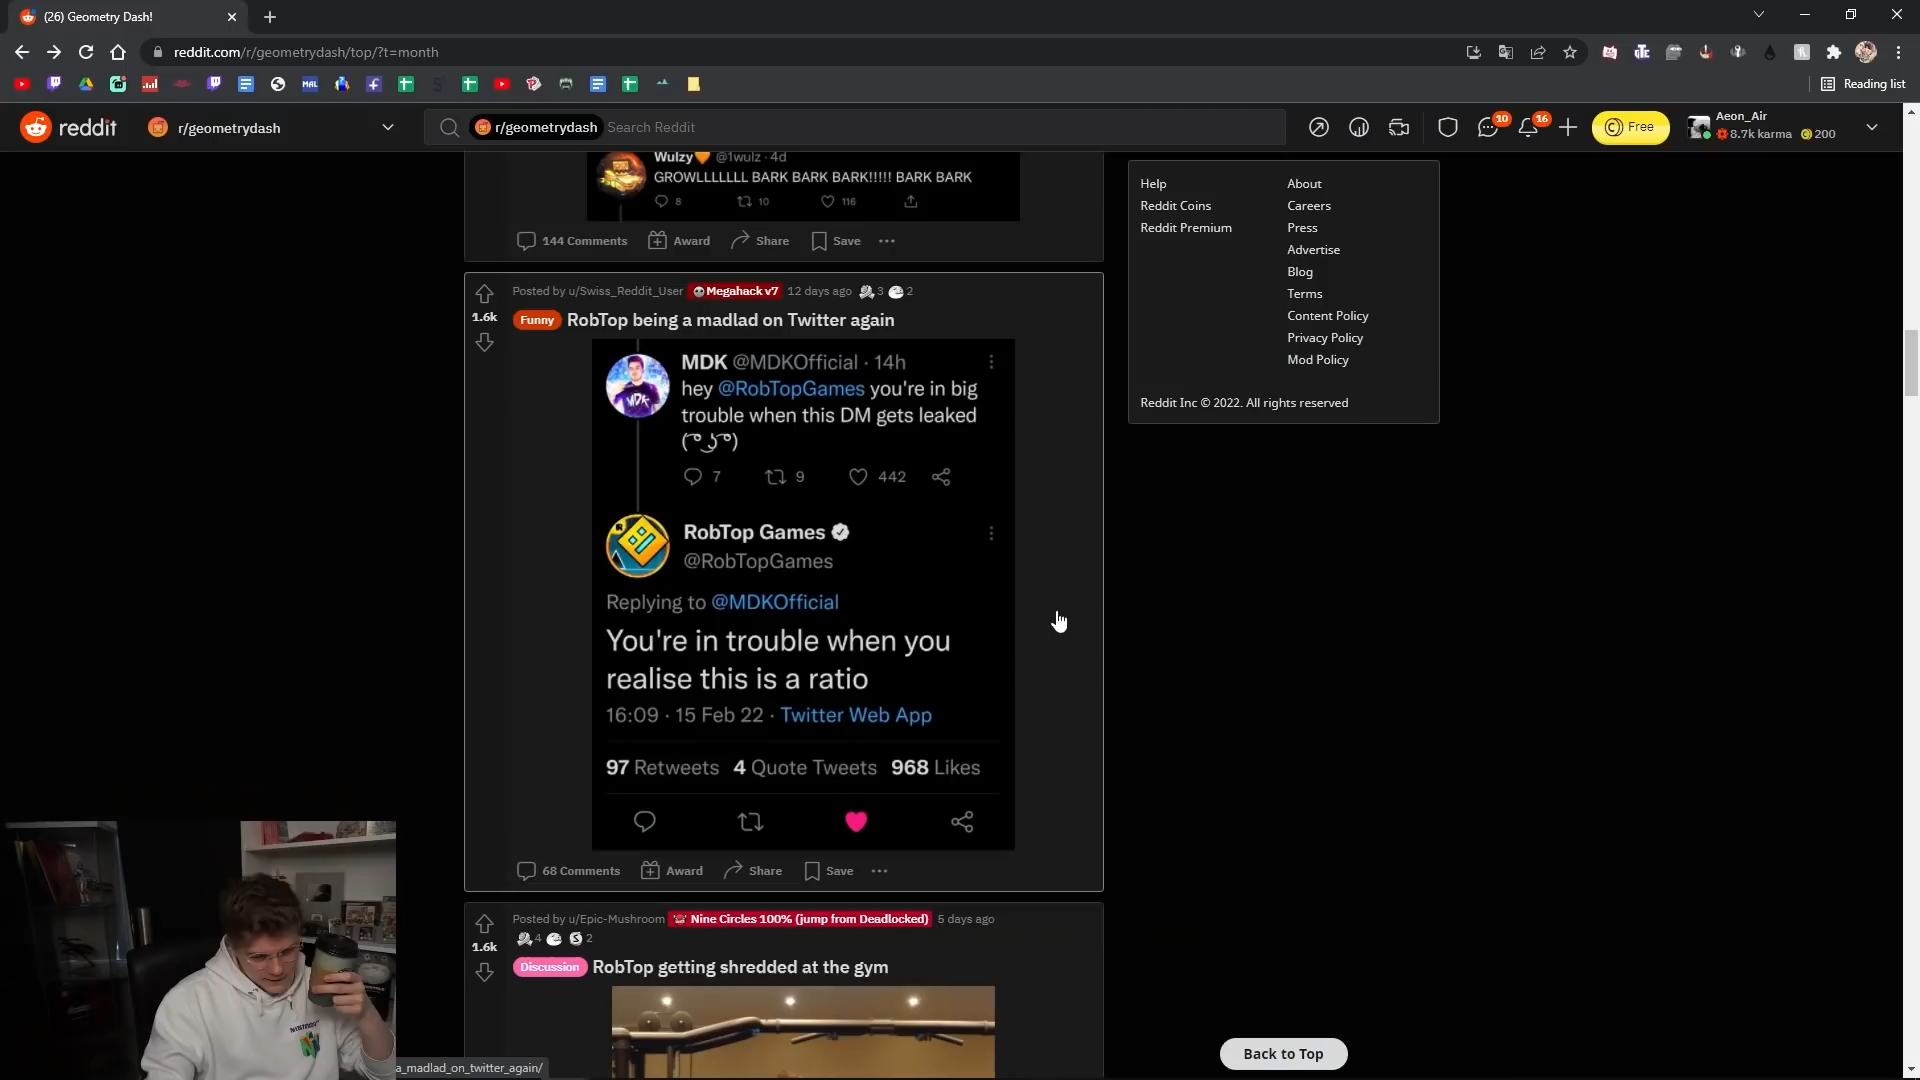 (26) Geometry Dash!
reddit.com/r/geometrydash/top/?t=month
MAL
Reading list
reddit
r/geometrydash
r/geometrydash
Search Reddit
10
16
Free
Aeon_Air
8.7k karma
200
Wulzy🧡 @1wulz · 4d
GROWLLLLLLL BARK BARK BARK!!!!! BARK BARK
8
10
116
144 Comments
Award
Share
Save
Posted by u/Swiss_Reddit_User
Megahack v7
12 days ago
3
2
1.6k
Funny
RobTop being a madlad on Twitter again
MDK @MDKOfficial · 14h
hey @RobTopGames you're in big
trouble when this DM gets leaked
( ͡° ͜ʖ ͡°)
7
9
442
RobTop Games
@RobTopGames
Replying to @MDKOfficial
You're in trouble when you
realise this is a ratio
16:09 · 15 Feb 22 · Twitter Web App
97 Retweets 4 Quote Tweets 968 Likes
68 Comments
Award
Share
Save
Posted by u/Epic-Mushroom
Nine Circles 100% (jump from Deadlocked)
5 days ago
4
2
1.6k
Discussion
RobTop getting shredded at the gym
Help
About
Reddit Coins
Careers
Reddit Premium
Press
Advertise
Blog
Terms
Content Policy
Privacy Policy
Mod Policy
Reddit Inc © 2022. All rights reserved
Back to Top
a_madlad_on_twitter_again/